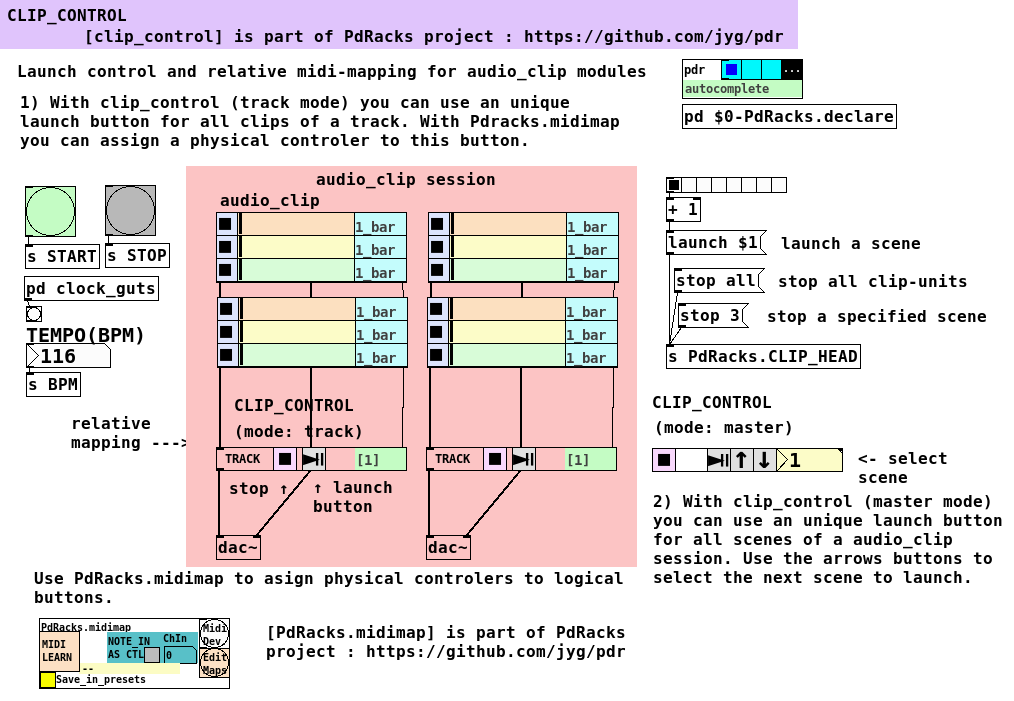 CLIP_CONTROL
[clip_control] is part of PdRacks project : https://github.com/jyg/pdr
Launch control and relative midi-mapping for audio_clip modules
pdr
...
autocomplete
pd $0-PdRacks.declare
1) With clip_control (track mode) you can use an unique
launch button for all clips of a track. With Pdracks.midimap
you can assign a physical controler to this button.
s START
s STOP
pd clock_guts
TEMPO(BPM)
116
s BPM
relative
mapping --->
audio_clip session
audio_clip
1_bar
1_bar
1_bar
1_bar
1_bar
1_bar
1_bar
1_bar
1_bar
1_bar
1_bar
1_bar
CLIP_CONTROL
(mode: track)
TRACK
[1]
TRACK
[1]
stop ↑
↑ launch
button
dac~
dac~
+ 1
launch $1
launch a scene
stop all
stop all clip-units
stop 3
stop a specified scene
s PdRacks.CLIP_HEAD
CLIP_CONTROL
(mode: master)
↑ ↓ 1
<- select
scene
2) With clip_control (master mode)
you can use an unique launch button
for all scenes of a audio_clip
session. Use the arrows buttons to
select the next scene to launch.
Use PdRacks.midimap to asign physical controlers to logical
buttons.
PdRacks.midimap
MIDI
LEARN
NOTE_IN
AS CTL
ChIn
0
Midi
Dev
Edit
Maps
--
Save_in_presets
[PdRacks.midimap] is part of PdRacks
project : https://github.com/jyg/pdr